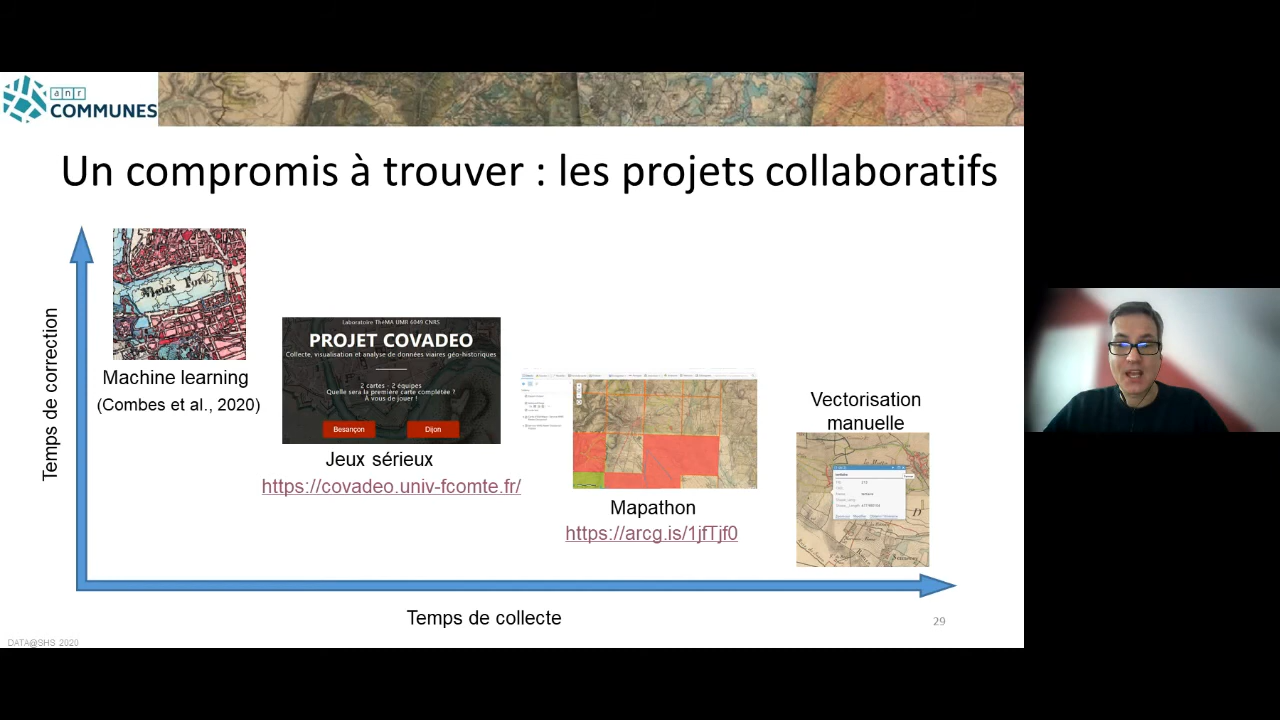 anr
COMMUNES
Un compromis à trouver : les projets collaboratifs
Temps de correction
Vieux Port
Machine learning
(Combes et al., 2020)
Laboratoire ThéMA UMR 6049 CNRS
PROJET COVADEO
Collecte, visualisation et analyse de données viaires géo-historiques
2 cartes - 2 équipes
Quelle sera la première carte complétée ?
À vous de jouer !
Besançon
Dijon
Jeux sérieux
https://covadeo.univ-fcomte.fr/
Mapathon
https://arcg.is/1jfTjf0
Vectorisation
manuelle
Temps de collecte
29
DATA@SHS 2020